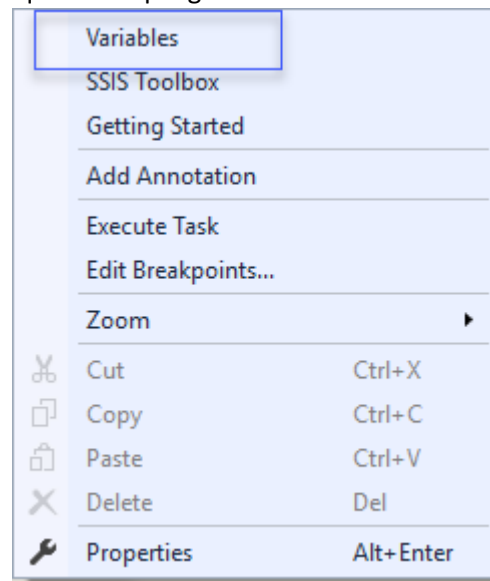 Variables
SSIS Toolbox
Getting Started
Add Annotation
Execute Task
Edit Breakpoints...
Zoom
Cut Ctrl+X
Copy Ctrl+C
Paste Ctrl+V
Delete Del
Properties Alt+Enter